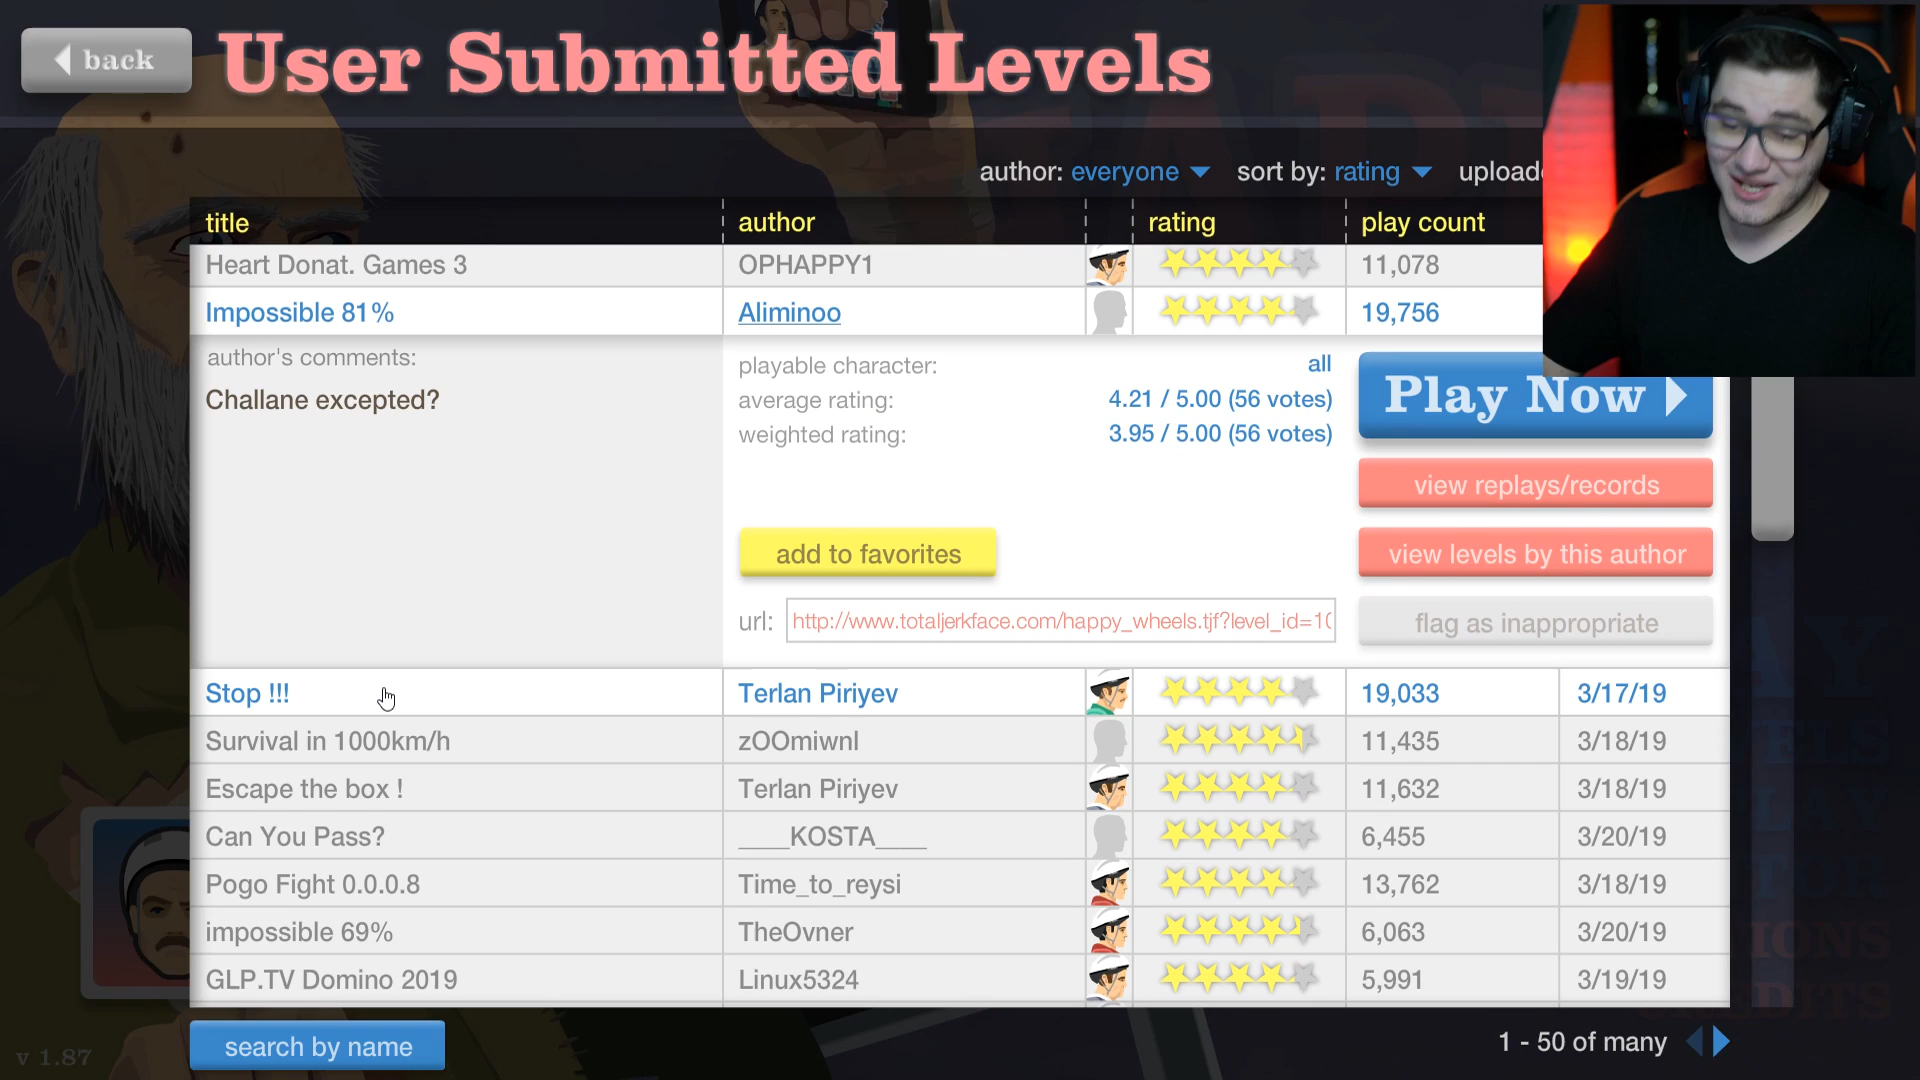 back
User Submitted Levels
author: everyone sort by: rating
title author rating play count
Heart Donat. Games 3 OPHAPPY1 11,078
Impossible 81% Aliminoo 19,756
author's comments:
Challane excepted?
playable character: all
average rating: 4.21 / 5.00 (56 votes)
weighted rating: 3.95 / 5.00 (56 votes)
Play Now
view replays/records
add to favorites
view levels by this author
url: http://www.totaljerkface.com/happy_wheels.tjf?level_id=10
flag as inappropriate
Stop !!! Terlan Piriyev 19,033 3/17/19
Survival in 1000km/h zOOmiwnl 11,435 3/18/19
Escape the box ! Terlan Piriyev 11,632 3/18/19
Can You Pass? ____KOSTA____ 6,455 3/20/19
Pogo Fight 0.0.0.8 Time_to_reysi 13,762 3/18/19
impossible 69% TheOvner 6,063 3/20/19
GLP.TV Domino 2019 Linux5324 5,991 3/19/19
search by name
1 - 50 of many
v 1.87